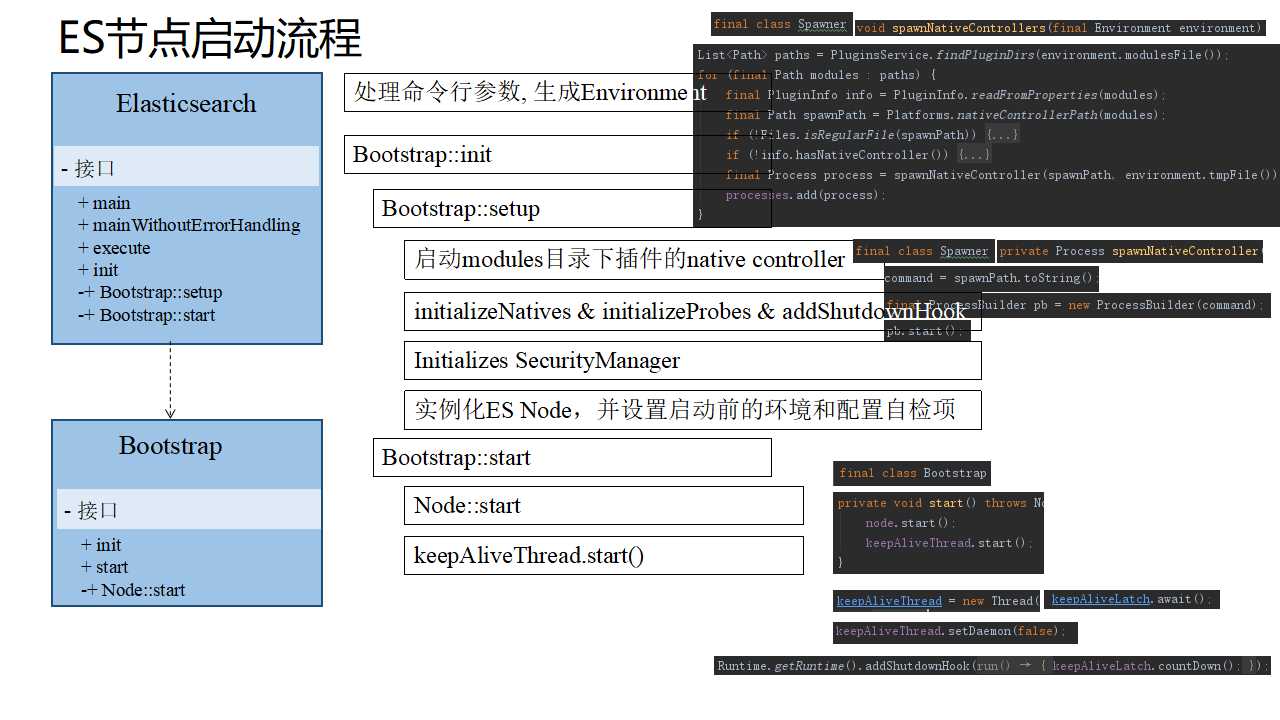 ES节点启动流程
Elasticsearch
- 接口
+ main
+ mainWithoutErrorHandling
+ execute
+ init
-+ Bootstrap::setup
-+ Bootstrap::start
Bootstrap
- 接口
+ init
+ start
-+ Node::start
处理命令行参数, 生成Environment
Bootstrap::init
Bootstrap::setup
启动modules目录下插件的native controller
initializeNatives & initializeProbes & addShutdownHook
Initializes SecurityManager
实例化ES Node，并设置启动前的环境和配置自检项
Bootstrap::start
Node::start
keepAliveThread.start()
final class Spawner
void spawnNativeControllers(final Environment environment)
List<Path> paths = PluginsService.findPluginDirs(environment.modulesFile());
for (final Path modules : paths) {
final PluginInfo info = PluginInfo.readFromProperties(modules);
final Path spawnPath = Platforms.nativeControllerPath(modules);
if (!Files.isRegularFile(spawnPath)) {...}
if (!info.hasNativeController()) {...}
final Process process = spawnNativeController(spawnPath, environment.tmpFile())
processes.add(process);
}
final class Spawner
private Process spawnNativeController(
command = spawnPath.toString();
final ProcessBuilder pb = new ProcessBuilder(command);
pb.start();
final class Bootstrap
private void start() throws No
node.start();
keepAliveThread.start();
}
keepAliveThread = new Thread(
keepAliveLatch.await();
keepAliveThread.setDaemon(false);
Runtime.getRuntime().addShutdownHook(run() → { keepAliveLatch.countDown(); });